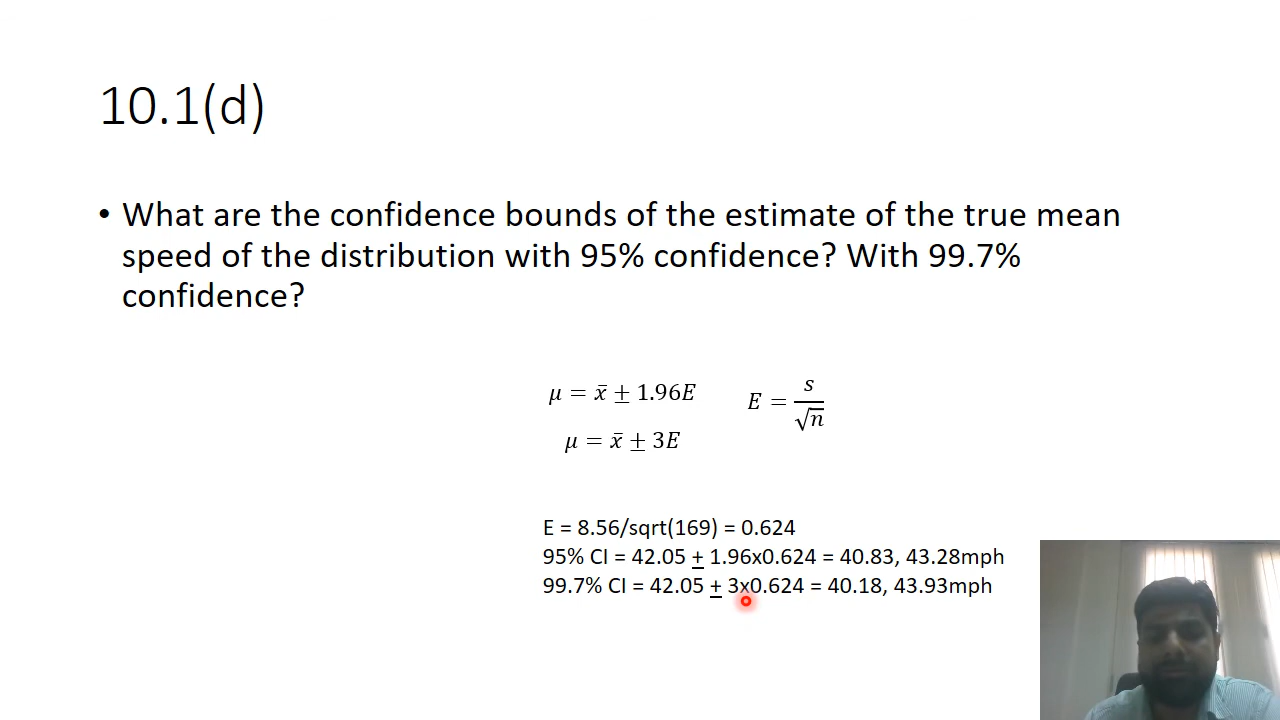 10.1(d)
• What are the confidence bounds of the estimate of the true mean
speed of the distribution with 95% confidence? With 99.7%
confidence?
μ = x̄ ± 1.96E
E = s/√n
μ = x̄ ± 3E
E = 8.56/sqrt(169) = 0.624
95% CI = 42.05 ± 1.96x0.624 = 40.83, 43.28mph
99.7% CI = 42.05 ± 3x0.624 = 40.18, 43.93mph